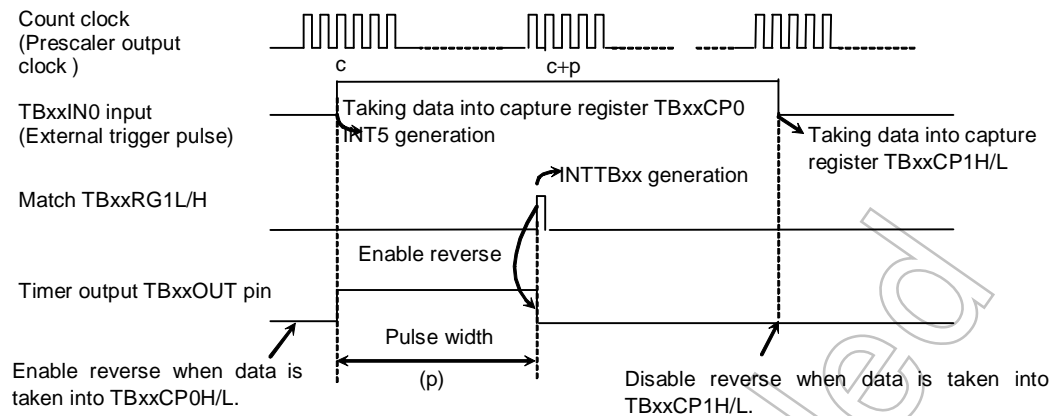 Count clock
(Prescaler output
clock )
c
c+p
TBxxIN0 input
(External trigger pulse)
Taking data into capture register TBxxCP0
INT5 generation
Taking data into capture
register TBxxCP1H/L
INTTBxx generation
Match TBxxRG1L/H
Enable reverse
Timer output TBxxOUT pin
Pulse width
(p)
Enable reverse when data is
taken into TBxxCP0H/L.
Disable reverse when data is taken into
TBxxCP1H/L.